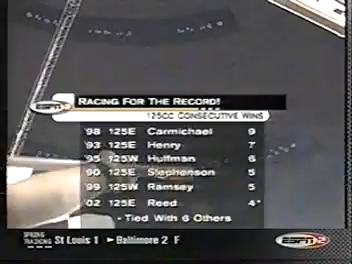 ESPN2
RACING FOR THE RECORD!
125CC CONSECUTIVE WINS
'98 125E Carmichael 9
'93 125E Henry 7
'95 125W Huffman 6
'90 125E Stephenson 5
'99 125W Ramsey 5
'02 125E Reed 4*
- Tied With 6 Others
SPRING TRAINING St Louis 1 ▶Baltimore 2 F ESPN2